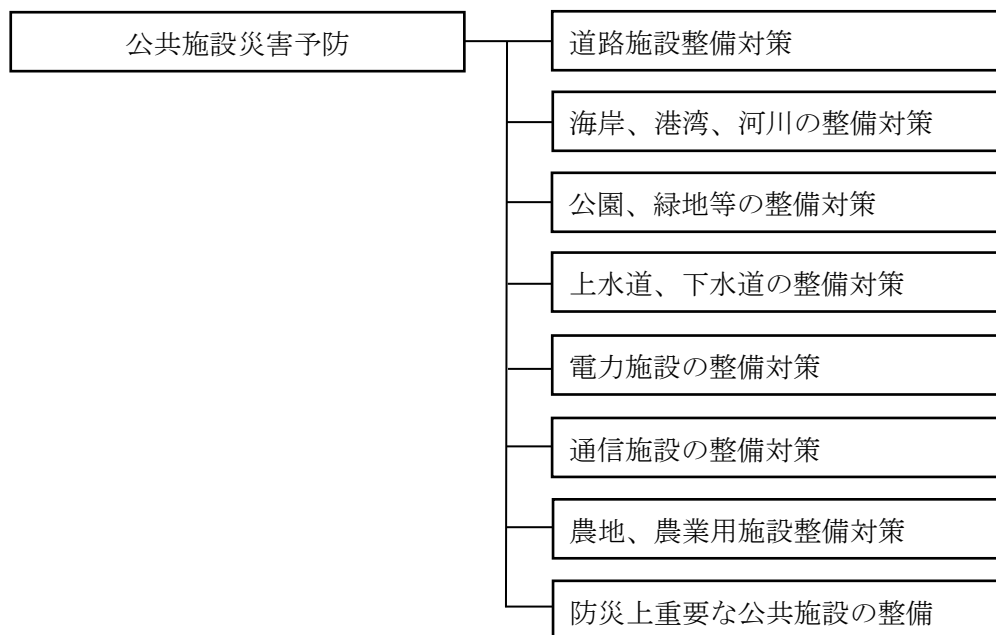 公共施設災害予防
道路施設整備対策
海岸、港湾、河川の整備対策
公園、緑地等の整備対策
上水道、下水道の整備対策
電力施設の整備対策
通信施設の整備対策
農地、農業用施設整備対策
防災上重要な公共施設の整備